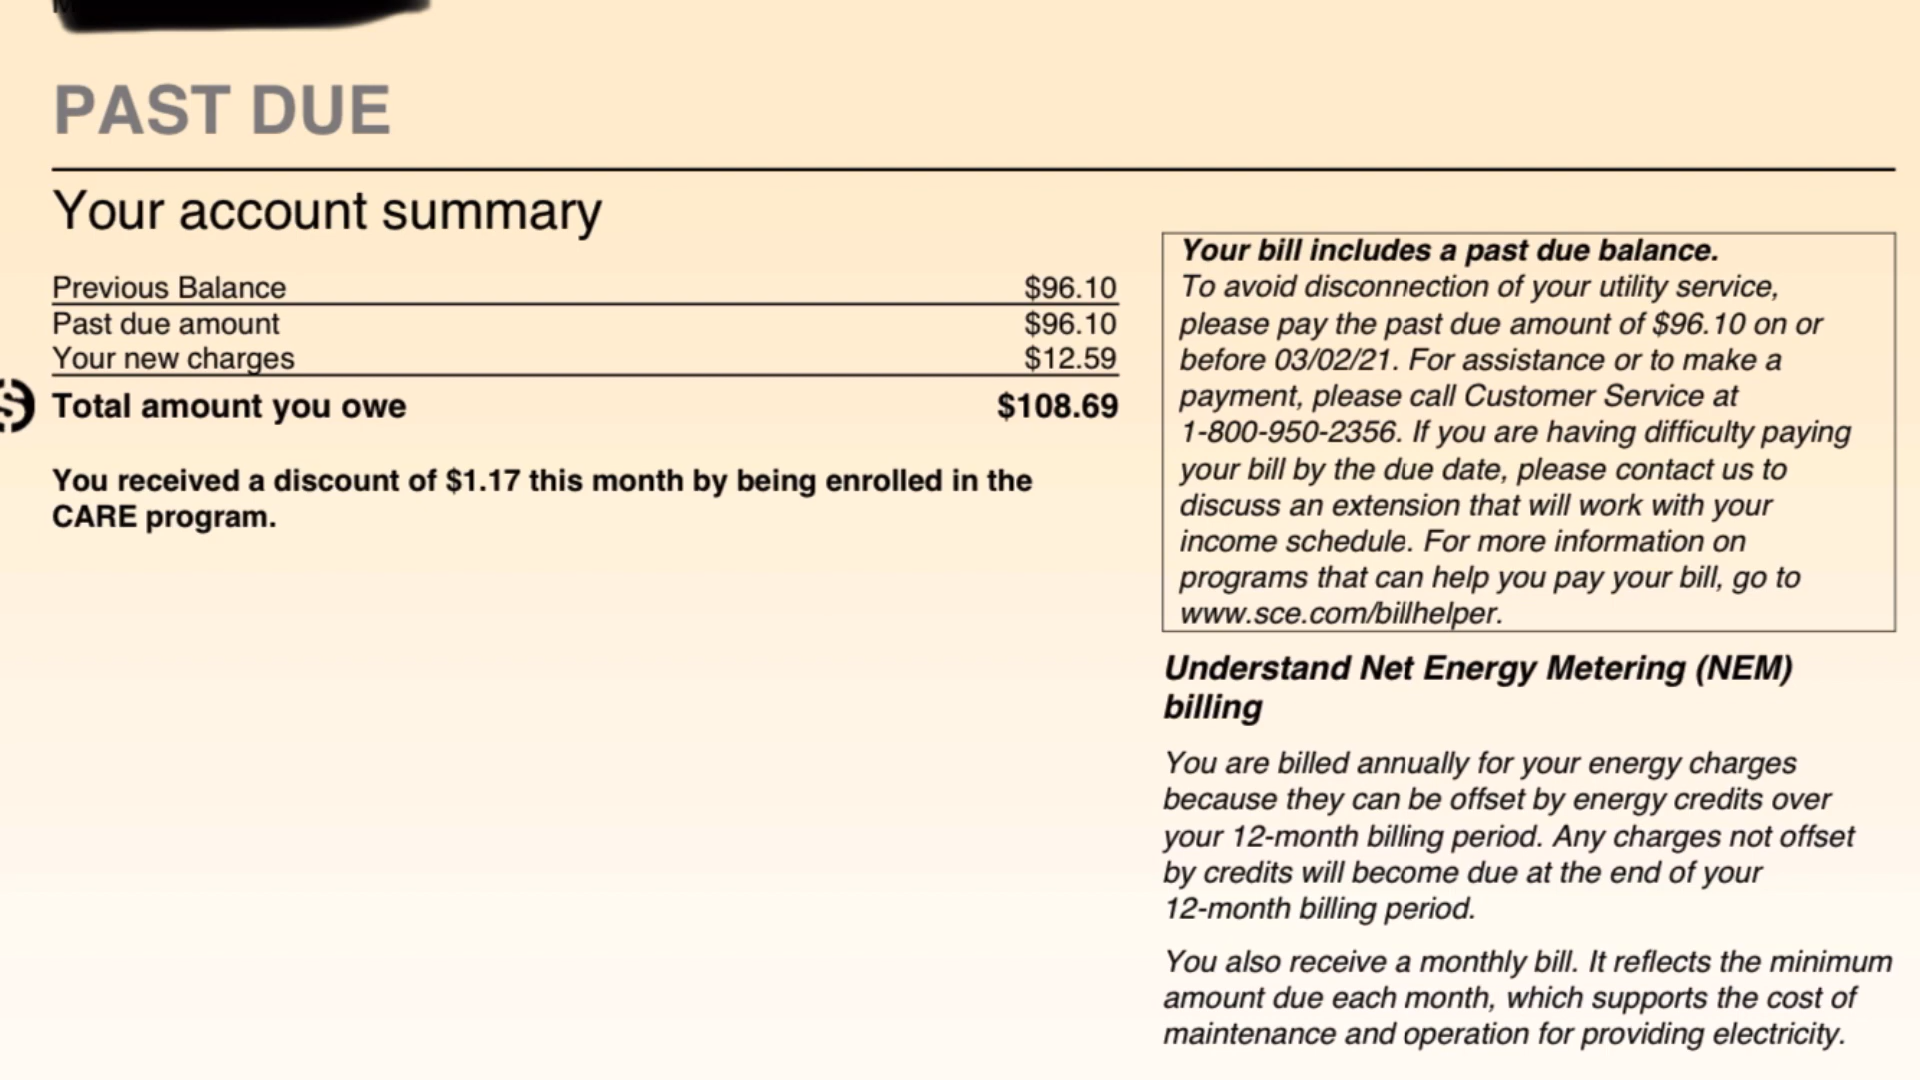 PAST DUE
Your account summary
Previous Balance $96.10
Past due amount $96.10
Your new charges $12.59
Total amount you owe $108.69
You received a discount of $1.17 this month by being enrolled in the
CARE program.
Your bill includes a past due balance.
To avoid disconnection of your utility service,
please pay the past due amount of $96.10 on or
before 03/02/21. For assistance or to make a
payment, please call Customer Service at
1-800-950-2356. If you are having difficulty paying
your bill by the due date, please contact us to
discuss an extension that will work with your
income schedule. For more information on
programs that can help you pay your bill, go to
www.sce.com/billhelper.
Understand Net Energy Metering (NEM)
billing
You are billed annually for your energy charges
because they can be offset by energy credits over
your 12-month billing period. Any charges not offset
by credits will become due at the end of your
12-month billing period.
You also receive a monthly bill. It reflects the minimum
amount due each month, which supports the cost of
maintenance and operation for providing electricity.